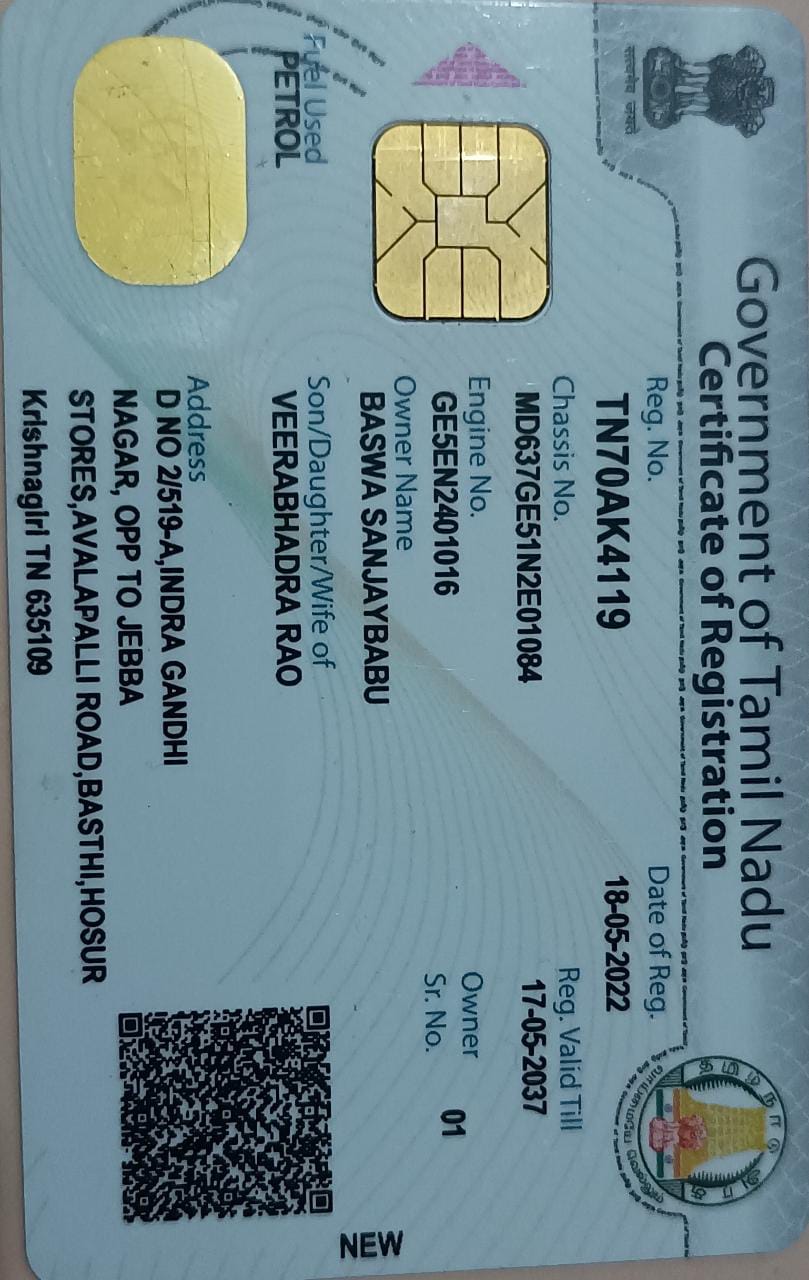 Government of Tamil Nadu
Certificate of Registration
सत्यमेव जयते
தமிழ்நாடு அரசு
வாய்மையே வெல்லும்
Reg. No.
TN70AK4119
Date of Reg.
18-05-2022
Chassis No.
MD637GE51N2E01084
Reg. Valid Till
17-05-2037
Engine No.
GE5EN2401016
Owner
Sr. No.
01
Owner Name
BASWA SANJAYBABU
NEW
Fuel Used
PETROL
Son/Daughter/Wife of
VEERABHADRA RAO
Address
D NO 2/519-A,INDRA GANDHI
NAGAR, OPP TO JEBBA
STORES,AVALAPALLI ROAD,BASTHI,HOSUR
Krishnagiri TN 635109